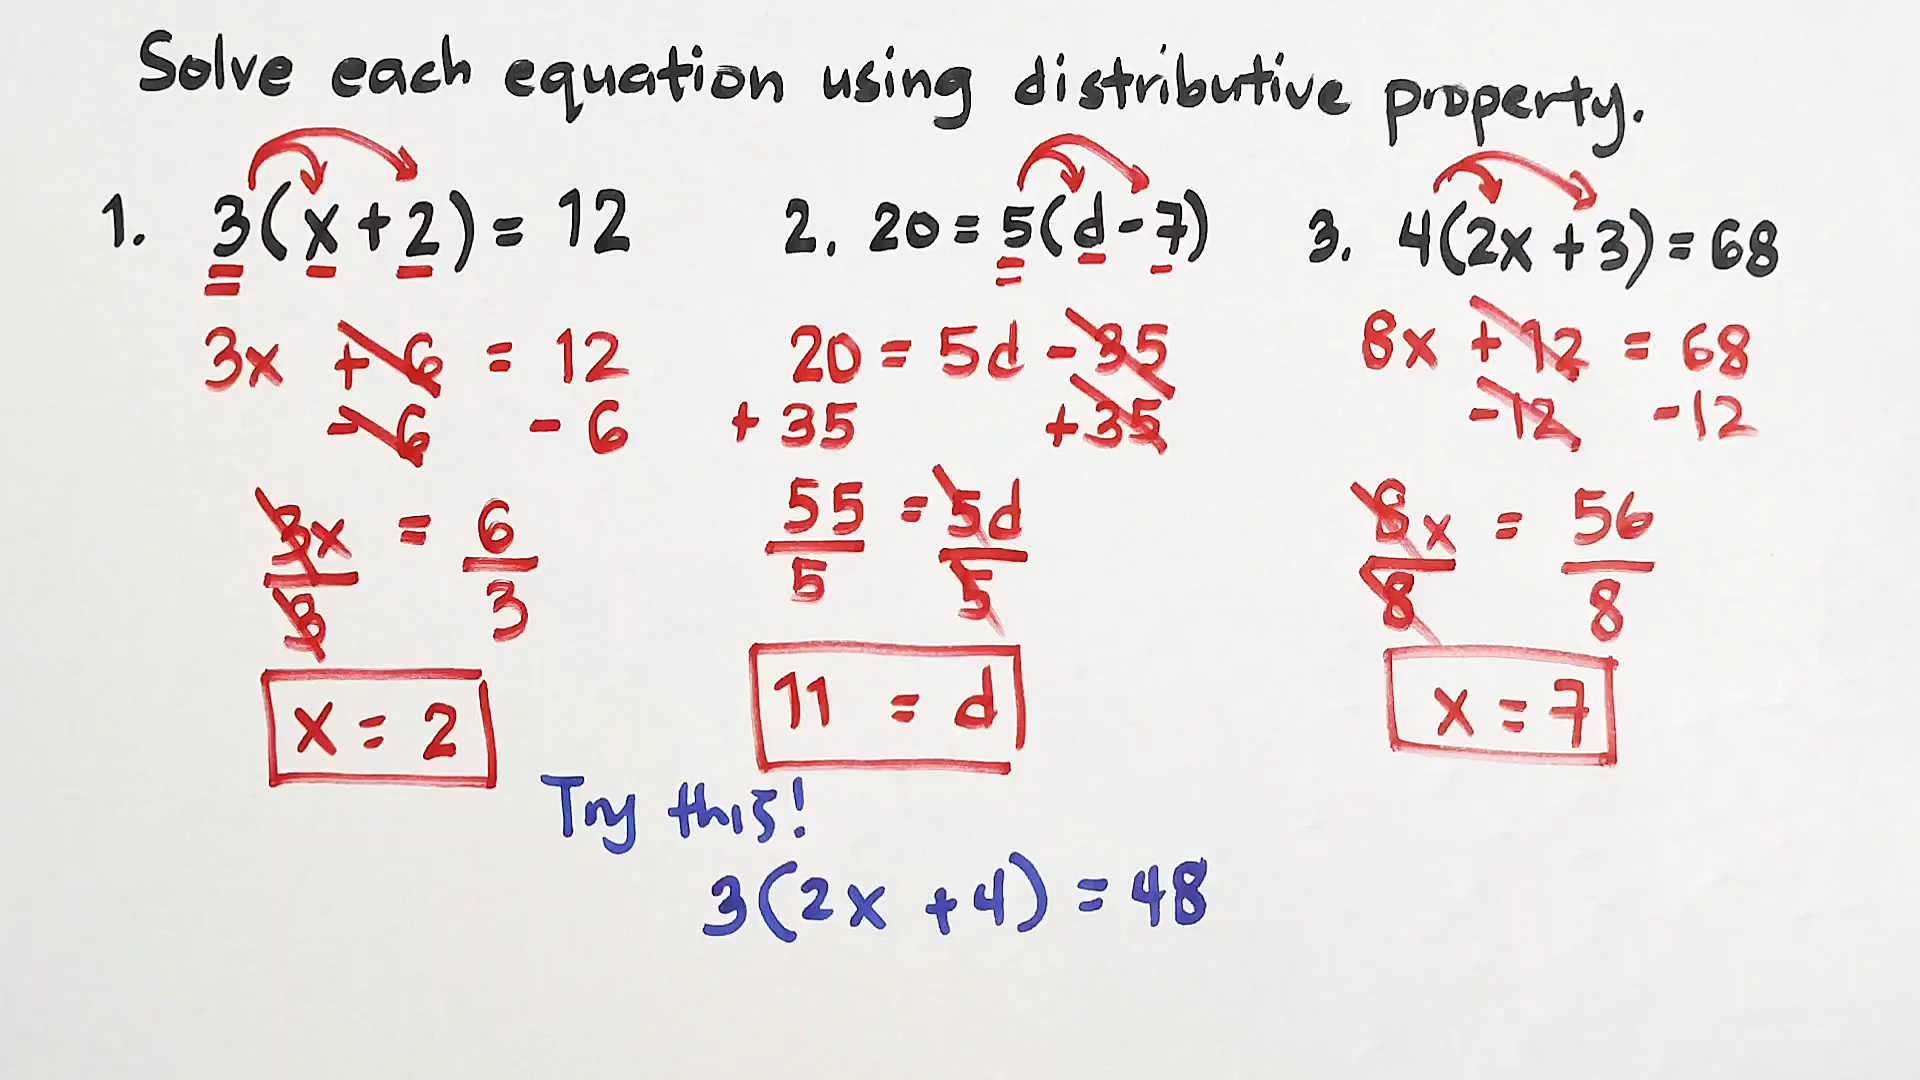 Solve each equation using distributive property.
1. 3(x + 2) = 12
3x + 6 = 12
- 6 - 6
3x = 6
3 3
x = 2
2. 20 = 5(d - 7)
20 = 5d - 35
+ 35 + 35
55 = 5d
5 5
11 = d
3. 4(2x + 3) = 68
8x + 12 = 68
- 12 - 12
8x = 56
8 8
x = 7
Try this!
3(2x + 4) = 48